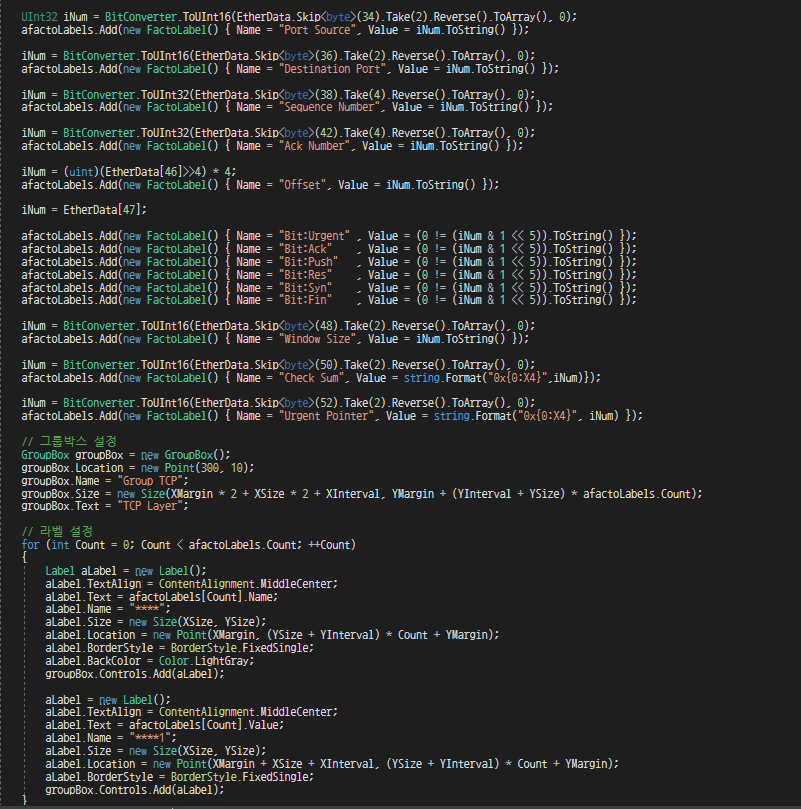 UInt32 iNum = BitConverter.ToUInt16(EtherData.Skip<byte>(34).Take(2).Reverse().ToArray(), 0);
afactoLabels.Add(new FactoLabel() { Name = "Port Source", Value = iNum.ToString() });
iNum = BitConverter.ToUInt16(EtherData.Skip<byte>(36).Take(2).Reverse().ToArray(), 0);
afactoLabels.Add(new FactoLabel() { Name = "Destination Port", Value = iNum.ToString() });
iNum = BitConverter.ToUInt32(EtherData.Skip<byte>(38).Take(4).Reverse().ToArray(), 0);
afactoLabels.Add(new FactoLabel() { Name = "Sequence Number", Value = iNum.ToString() });
iNum = BitConverter.ToUInt32(EtherData.Skip<byte>(42).Take(4).Reverse().ToArray(), 0);
afactoLabels.Add(new FactoLabel() { Name = "Ack Number", Value = iNum.ToString() });
iNum = (uint)(EtherData[46]>>4) * 4;
afactoLabels.Add(new FactoLabel() { Name = "Offset", Value = iNum.ToString() });
iNum = EtherData[47];
afactoLabels.Add(new FactoLabel() { Name = "Bit:Urgent" , Value = (0 != (iNum & 1 << 5)).ToString() });
afactoLabels.Add(new FactoLabel() { Name = "Bit:Ack"    , Value = (0 != (iNum & 1 << 5)).ToString() });
afactoLabels.Add(new FactoLabel() { Name = "Bit:Push"   , Value = (0 != (iNum & 1 << 5)).ToString() });
afactoLabels.Add(new FactoLabel() { Name = "Bit:Res"    , Value = (0 != (iNum & 1 << 5)).ToString() });
afactoLabels.Add(new FactoLabel() { Name = "Bit:Syn"    , Value = (0 != (iNum & 1 << 5)).ToString() });
afactoLabels.Add(new FactoLabel() { Name = "Bit:Fin"    , Value = (0 != (iNum & 1 << 5)).ToString() });
iNum = BitConverter.ToUInt16(EtherData.Skip<byte>(48).Take(2).Reverse().ToArray(), 0);
afactoLabels.Add(new FactoLabel() { Name = "Window Size", Value = iNum.ToString() });
iNum = BitConverter.ToUInt16(EtherData.Skip<byte>(50).Take(2).Reverse().ToArray(), 0);
afactoLabels.Add(new FactoLabel() { Name = "Check Sum", Value = string.Format("0x{0:X4}",iNum)});
iNum = BitConverter.ToUInt16(EtherData.Skip<byte>(52).Take(2).Reverse().ToArray(), 0);
afactoLabels.Add(new FactoLabel() { Name = "Urgent Pointer", Value = string.Format("0x{0:X4}", iNum) });
// 그룹박스 설정
GroupBox groupBox = new GroupBox();
groupBox.Location = new Point(300, 10);
groupBox.Name = "Group TCP";
groupBox.Size = new Size(XMargin * 2 + XSize * 2 + XInterval, YMargin + (YInterval + YSize) * afactoLabels.Count);
groupBox.Text = "TCP Layer";
// 라벨 설정
for (int Count = 0; Count < afactoLabels.Count; ++Count)
{
Label aLabel = new Label();
aLabel.TextAlign = ContentAlignment.MiddleCenter;
aLabel.Text = afactoLabels[Count].Name;
aLabel.Name = "****";
aLabel.Size = new Size(XSize, YSize);
aLabel.Location = new Point(XMargin, (YSize + YInterval) * Count + YMargin);
aLabel.BorderStyle = BorderStyle.FixedSingle;
aLabel.BackColor = Color.LightGray;
groupBox.Controls.Add(aLabel);
aLabel = new Label();
aLabel.TextAlign = ContentAlignment.MiddleCenter;
aLabel.Text = afactoLabels[Count].Value;
aLabel.Name = "****1";
aLabel.Size = new Size(XSize, YSize);
aLabel.Location = new Point(XMargin + XSize + XInterval, (YSize + YInterval) * Count + YMargin);
aLabel.BorderStyle = BorderStyle.FixedSingle;
groupBox.Controls.Add(aLabel);
}